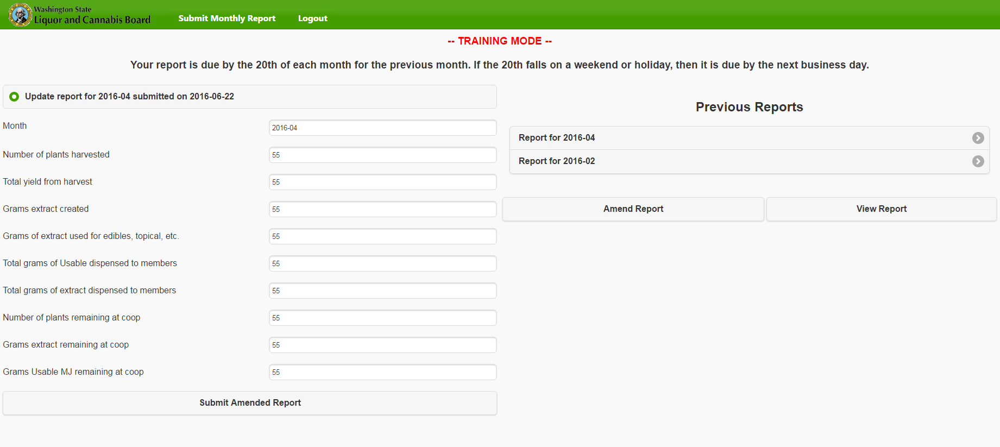 Washington State
Liquor and Cannabis Board
Submit Monthly Report
Logout
-- TRAINING MODE --
Your report is due by the 20th of each month for the previous month. If the 20th falls on a weekend or holiday, then it is due by the next business day.
Update report for 2016-04 submitted on 2016-06-22
Month
2016-04
Number of plants harvested
55
Total yield from harvest
55
Grams extract created
55
Grams of extract used for edibles, topical, etc.
55
Total grams of Usable dispensed to members
55
Total grams of extract dispensed to members
55
Number of plants remaining at coop
55
Grams extract remaining at coop
55
Grams Usable MJ remaining at coop
55
Submit Amended Report
Previous Reports
Report for 2016-04
Report for 2016-02
Amend Report
View Report